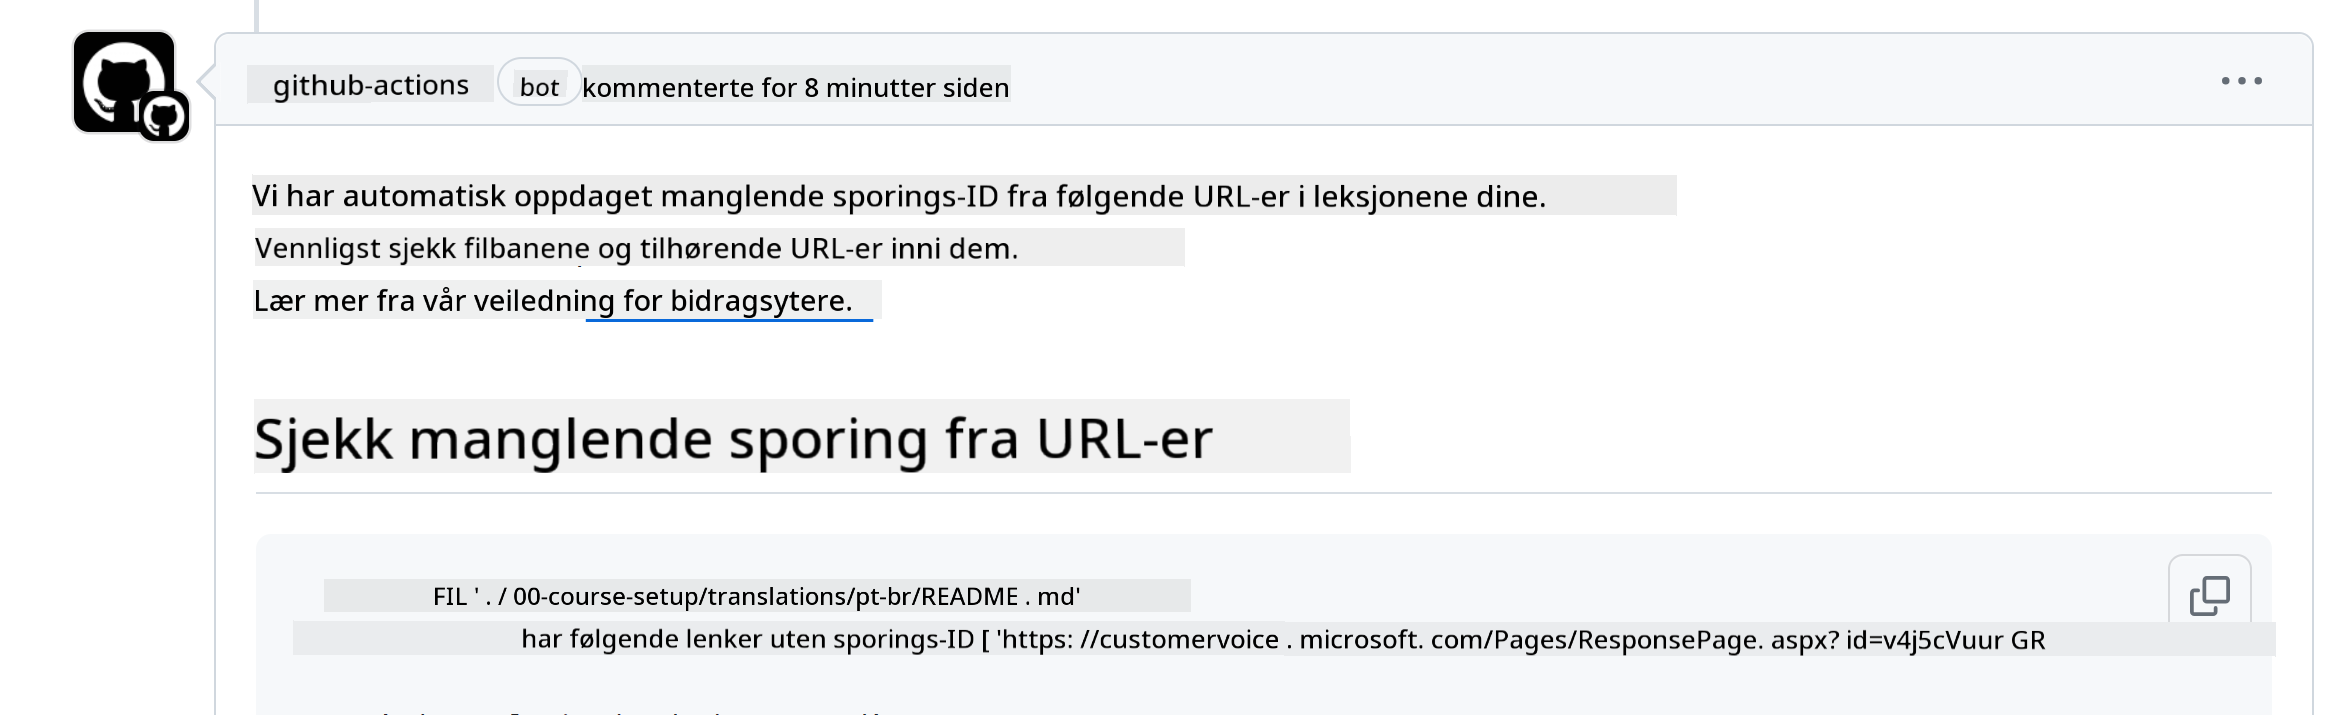 github-actions bot kommenterte for 8 minutter siden
Vi har automatisk oppdaget manglende sporings-ID fra følgende URL-er i leksjonene dine.
Vennligst sjekk filbanene og tilhørende URL-er inni dem.
Lær mer fra vår veiledning for bidragsytere.
Sjekk manglende sporing fra URL-er
FIL ' . / 00-course-setup/translations/pt-br/README . md'
har følgende lenker uten sporings-ID [ 'https: //customervoice . microsoft. com/Pages/ResponsePage. aspx? id=v4j5cVuur GR